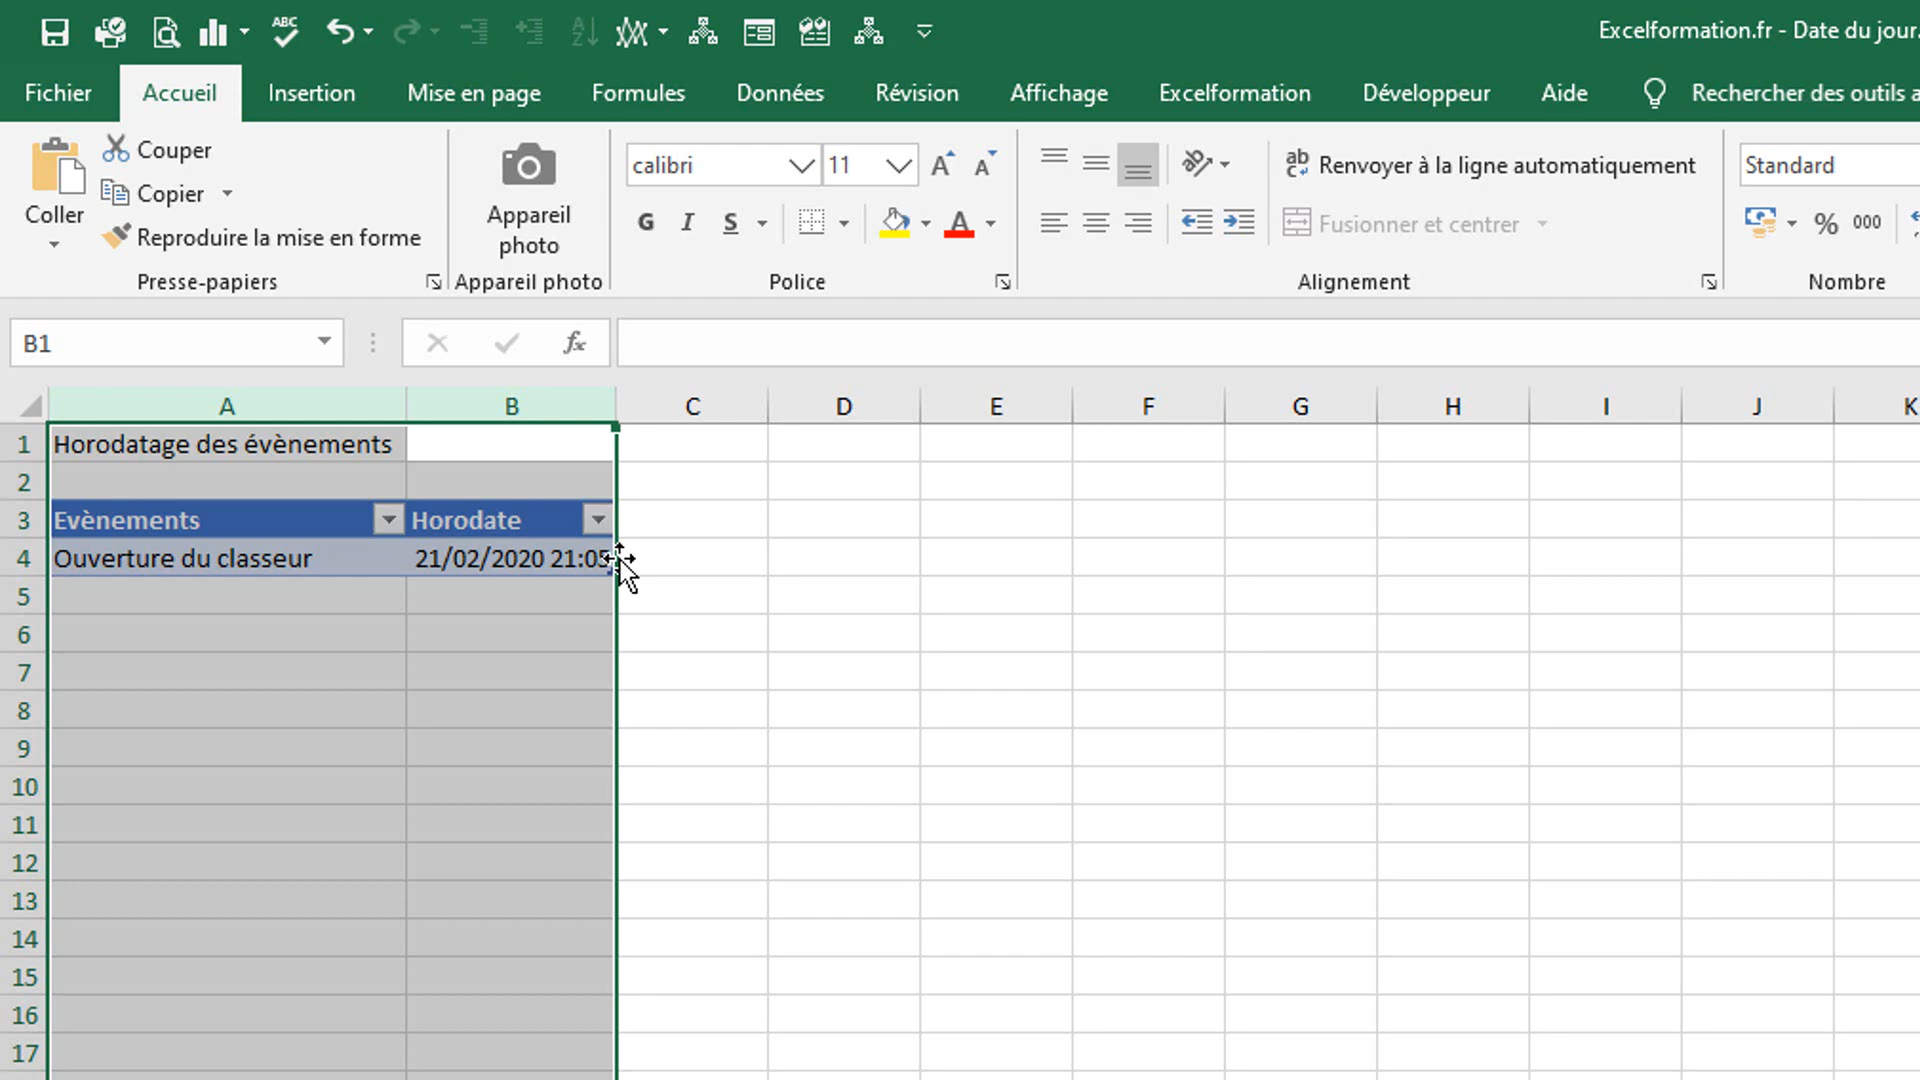 Excelformation.fr - Date du jour.
Fichier Accueil Insertion Mise en page Formules Données Révision Affichage Excelformation Développeur Aide Rechercher des outils a
Coller
Couper
Copier
Reproduire la mise en forme
Presse-papiers
Appareil
photo
Appareil photo
calibri 11 A A
G I S A
Police
ab
c
Renvoyer à la ligne automatiquement
Fusionner et centrer
Alignement
Standard
% 000
Nombre
B1 fx
A B C D E F G H I J K
1 Horodatage des évènements
2
3 Evènements Horodate
4 Ouverture du classeur 21/02/2020 21:05
5
6
7
8
9
10
11
12
13
14
15
16
17